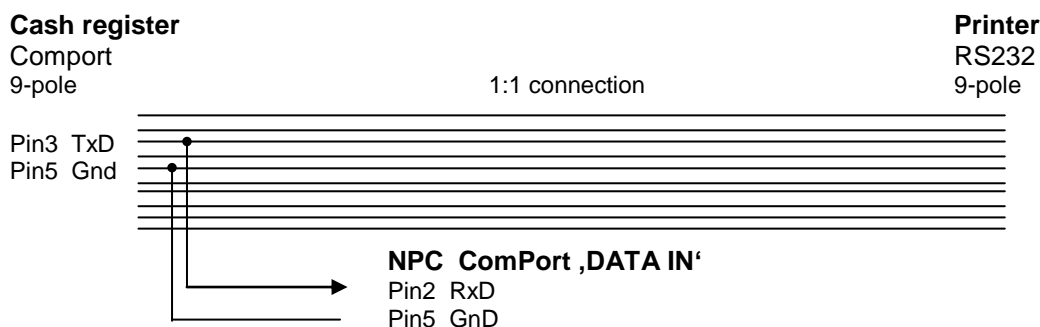 Cash register
Printer
Comport
RS232
9-pole
1:1 connection
9-pole
Pin3 TxD
Pin5 Gnd
NPC ComPort ‚DATA IN‘
Pin2 RxD
Pin5 GnD